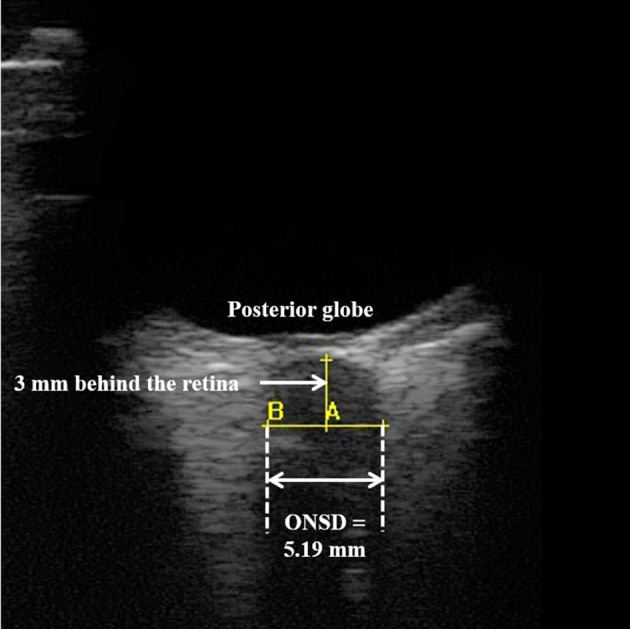 Posterior globe
3 mm behind the retina
B A
ONSD =
5.19 mm